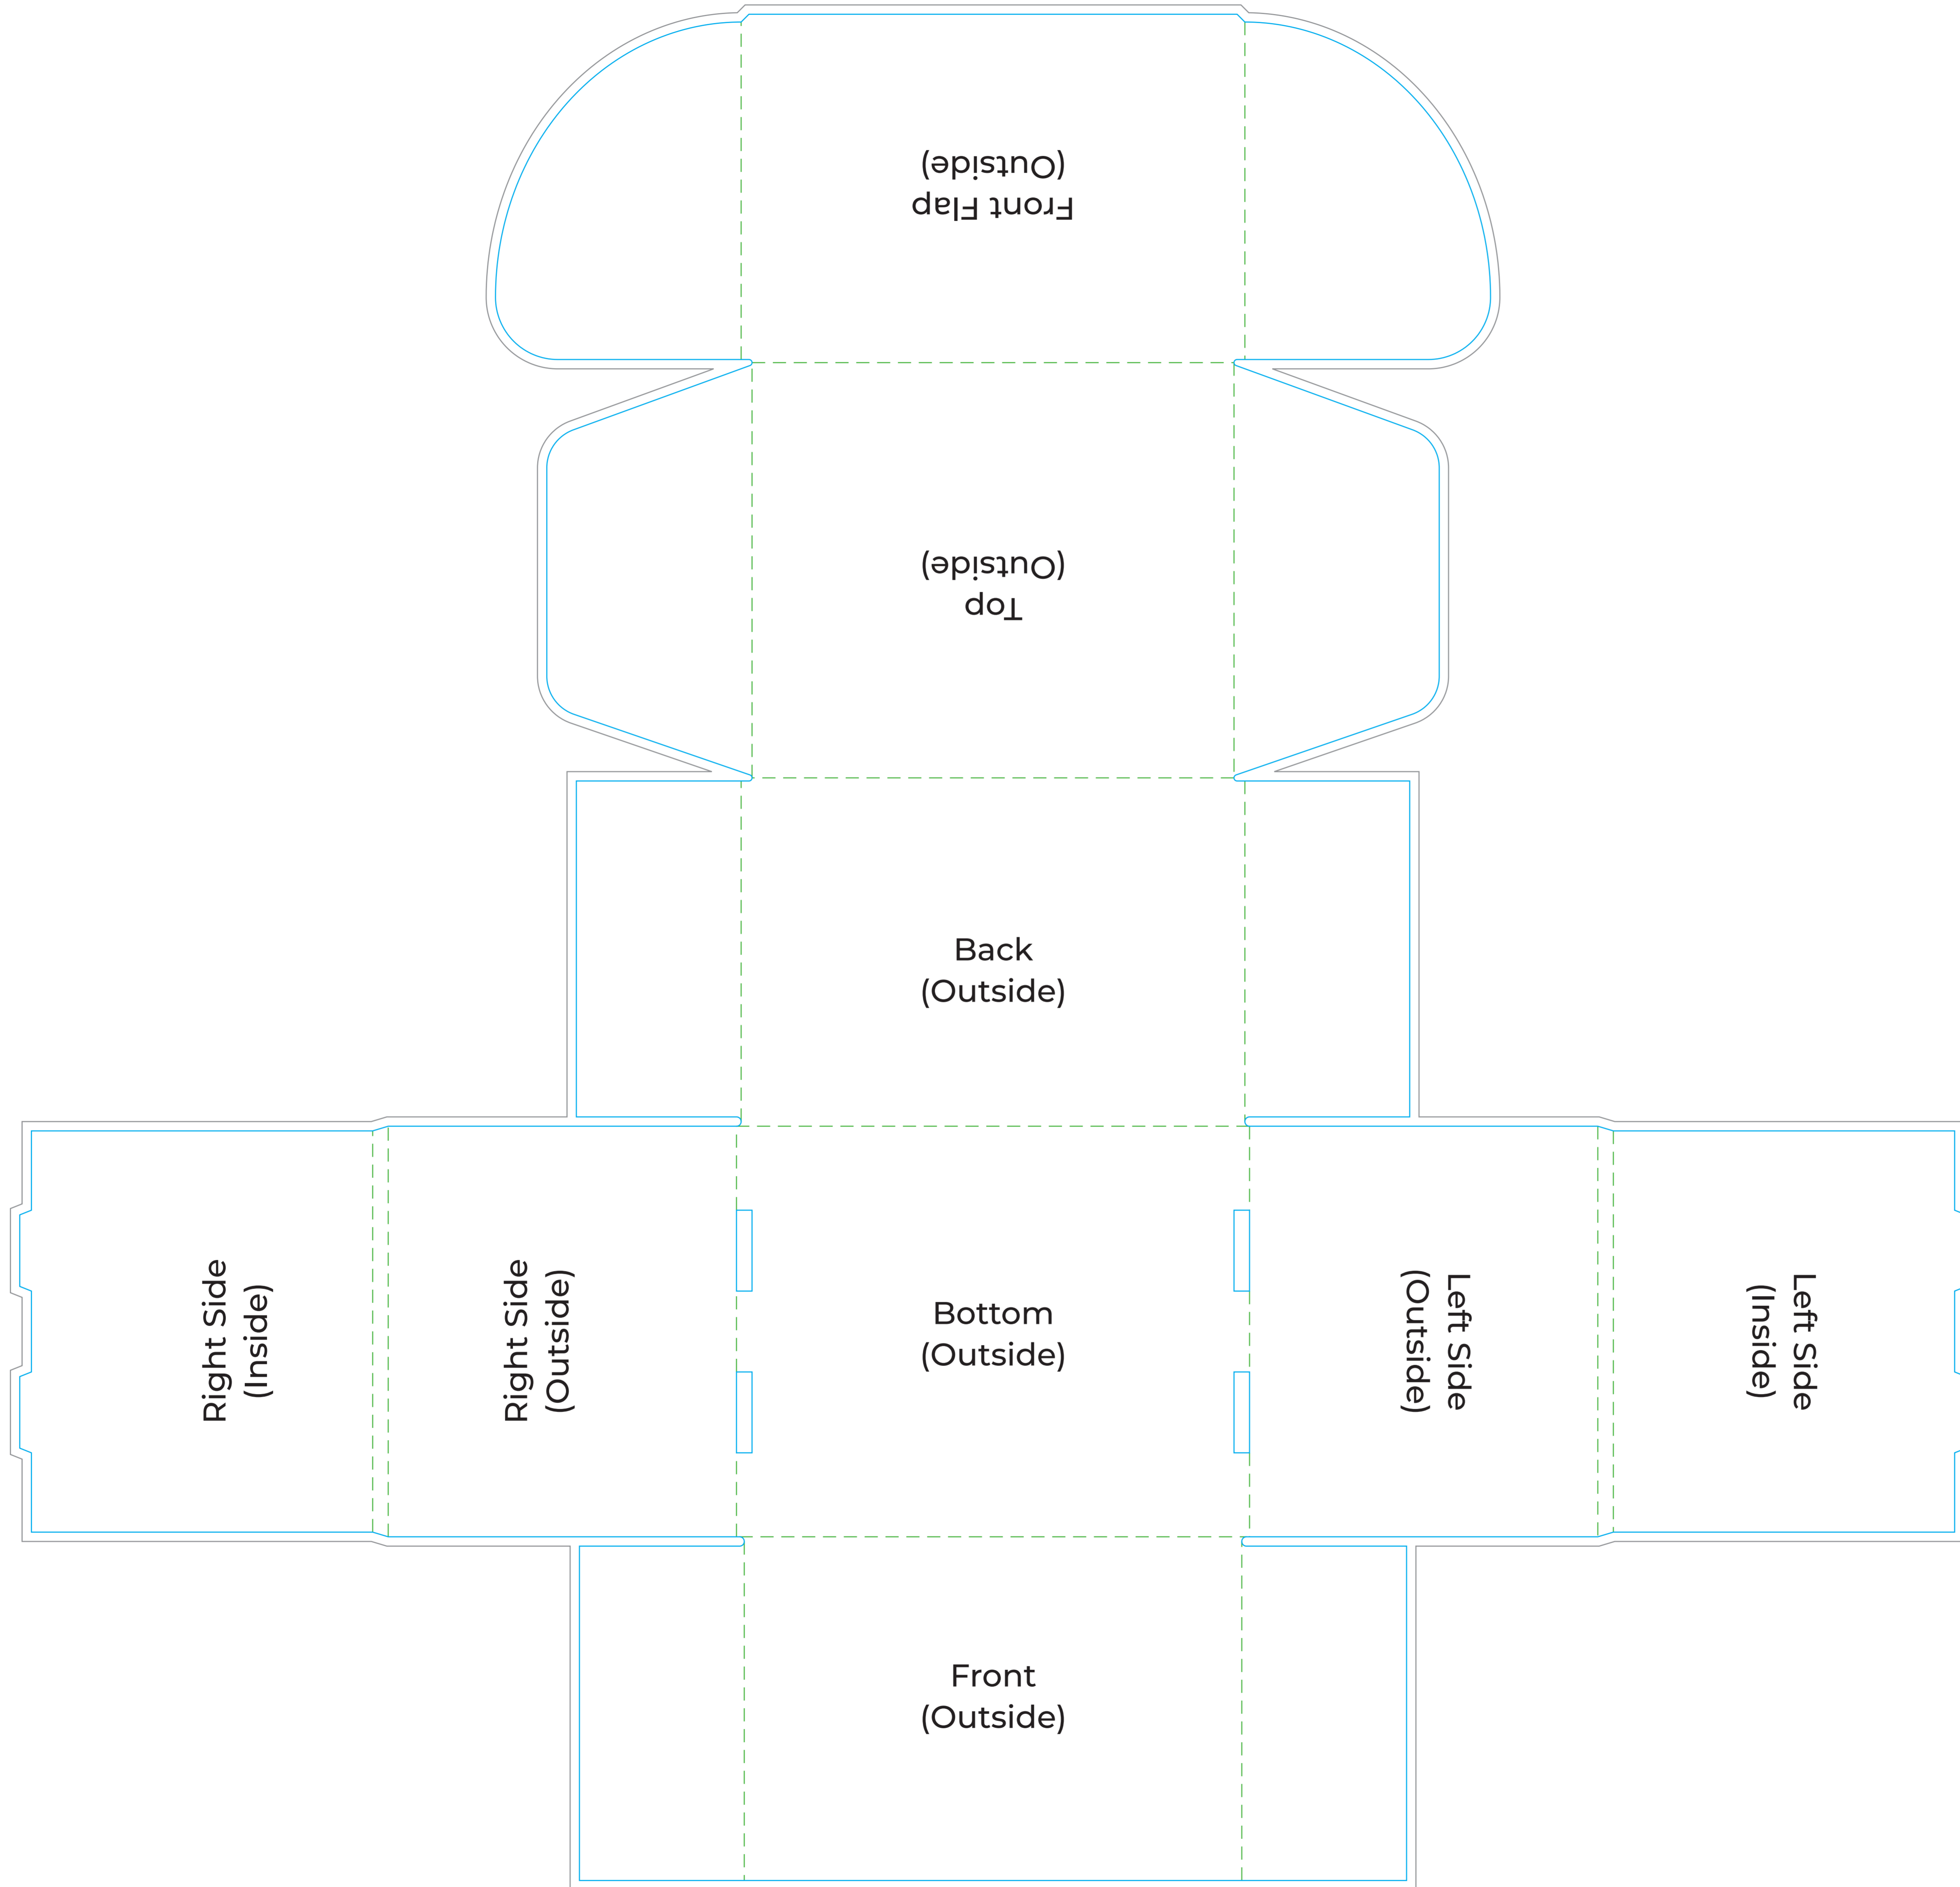 Front Flap
(Outside)
Top
(Outside)
Back
(Outside)
Right Side
(Inside)
Right Side
(Outside)
Bottom
(Outside)
Left Side
(Outside)
Left Side
(Inside)
Front
(Outside)